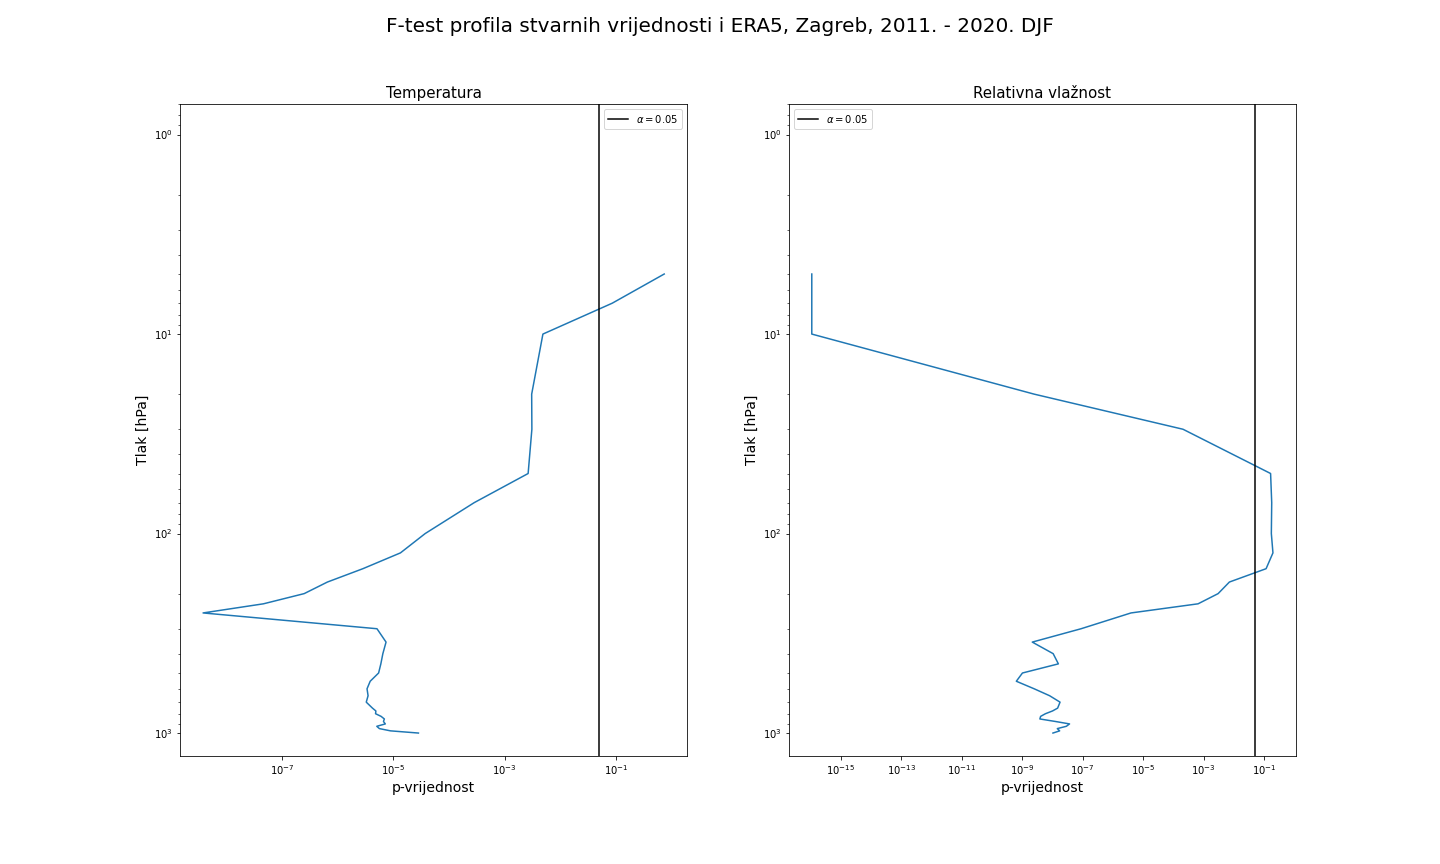 F-test profila stvarnih vrijednosti i ERA5, Zagreb, 2011. - 2020. DJF
Temperatura
α = 0.05
10⁰
10¹
10²
10³
Tlak [hPa]
10⁻⁷
10⁻⁵
10⁻³
10⁻¹
p-vrijednost
Relativna vlažnost
α = 0.05
10⁰
10¹
10²
10³
Tlak [hPa]
10⁻¹⁵
10⁻¹³
10⁻¹¹
10⁻⁹
10⁻⁷
10⁻⁵
10⁻³
10⁻¹
p-vrijednost